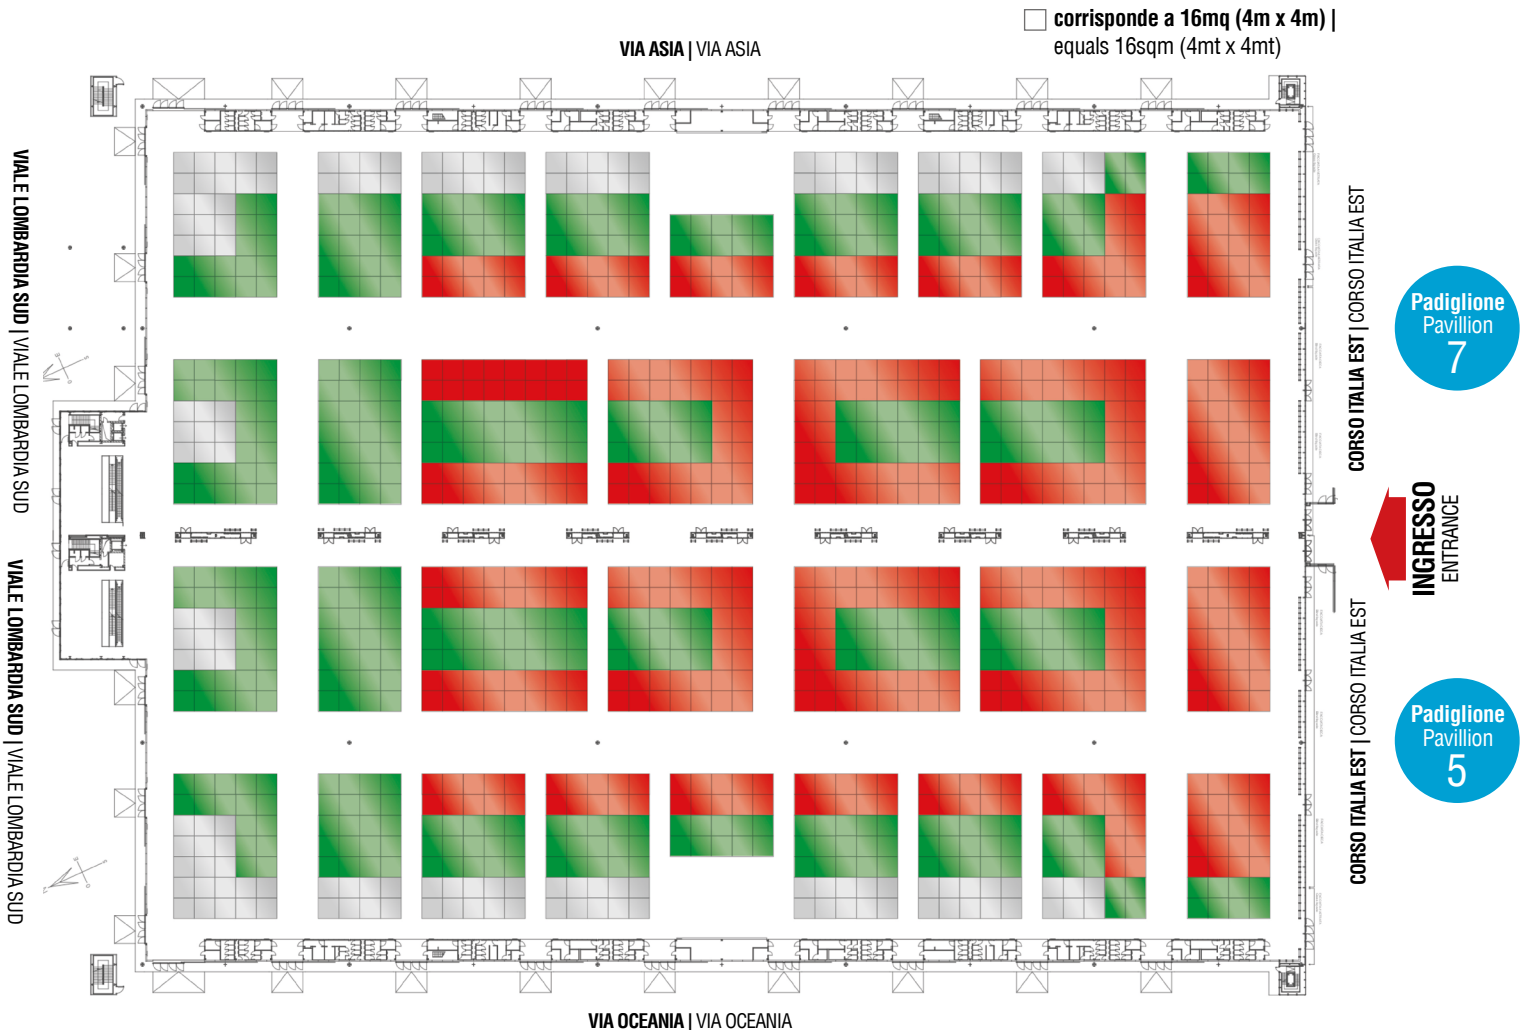 corrisponde a 16mq (4m x 4m) |
equals 16sqm (4mt x 4mt)
VIA ASIA | VIA ASIA
VIALE LOMBARDIA SUD | VIALE LOMBARDIA SUD
CORSO ITALIA EST | CORSO ITALIA EST
Padiglione
Pavillion
7
INGRESSO
ENTRANCE
VIALE LOMBARDIA SUD | VIALE LOMBARDIA SUD
CORSO ITALIA EST | CORSO ITALIA EST
Padiglione
Pavillion
5
VIA OCEANIA | VIA OCEANIA